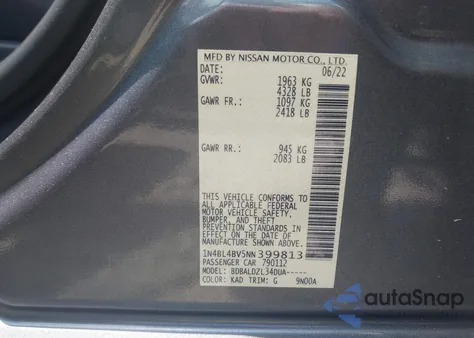 MFD BY NISSAN MOTOR CO., LTD.
DATE: 06/22
GVWR: 1963 KG
4328 LB
GAWR FR.: 1097 KG
2418 LB
GAWR RR.: 945 KG
2083 LB
THIS VEHICLE CONFORMS TO
ALL APPLICABLE FEDERAL
MOTOR VEHICLE SAFETY,
BUMPER, AND THEFT
PREVENTION STANDARDS IN
EFFECT ON THE DATE OF
MANUFACTURE SHOWN ABOVE.
1N4BL4BV5NN399813
PASSENGER CAR 790112
MODEL: BDBALDZL34DUA-----
COLOR: KAD TRIM: G 9N00A
autoSnap